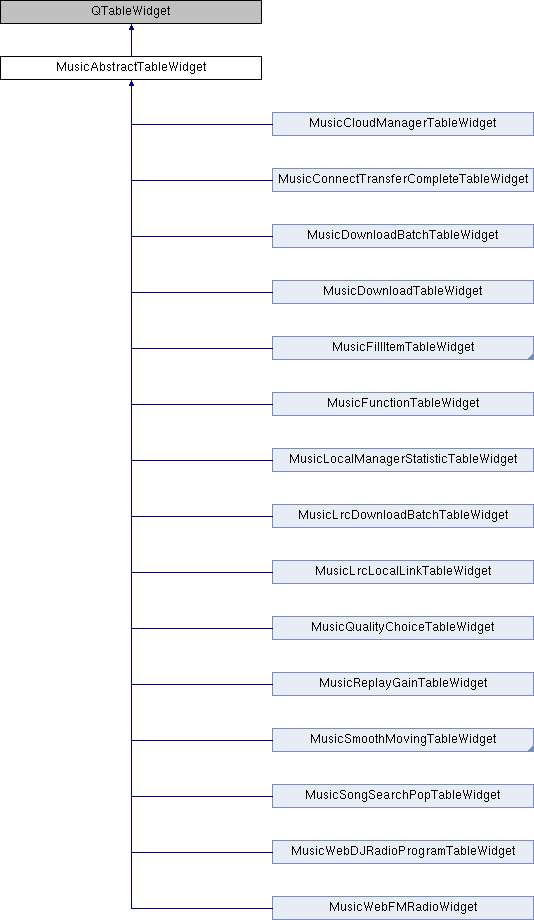 QTableWidget
MusicAbstractTableWidget
MusicCloudManagerTableWidget
MusicConnectTransferCompleteTableWidget
MusicDownloadBatchTableWidget
MusicDownloadTableWidget
MusicFillItemTableWidget
MusicFunctionTableWidget
MusicLocalManagerStatisticTableWidget
MusicLrcDownloadBatchTableWidget
MusicLrcLocalLinkTableWidget
MusicQualityChoiceTableWidget
MusicReplayGainTableWidget
MusicSmoothMovingTableWidget
MusicSongSearchPopTableWidget
MusicWebDJRadioProgramTableWidget
MusicWebFMRadioWidget